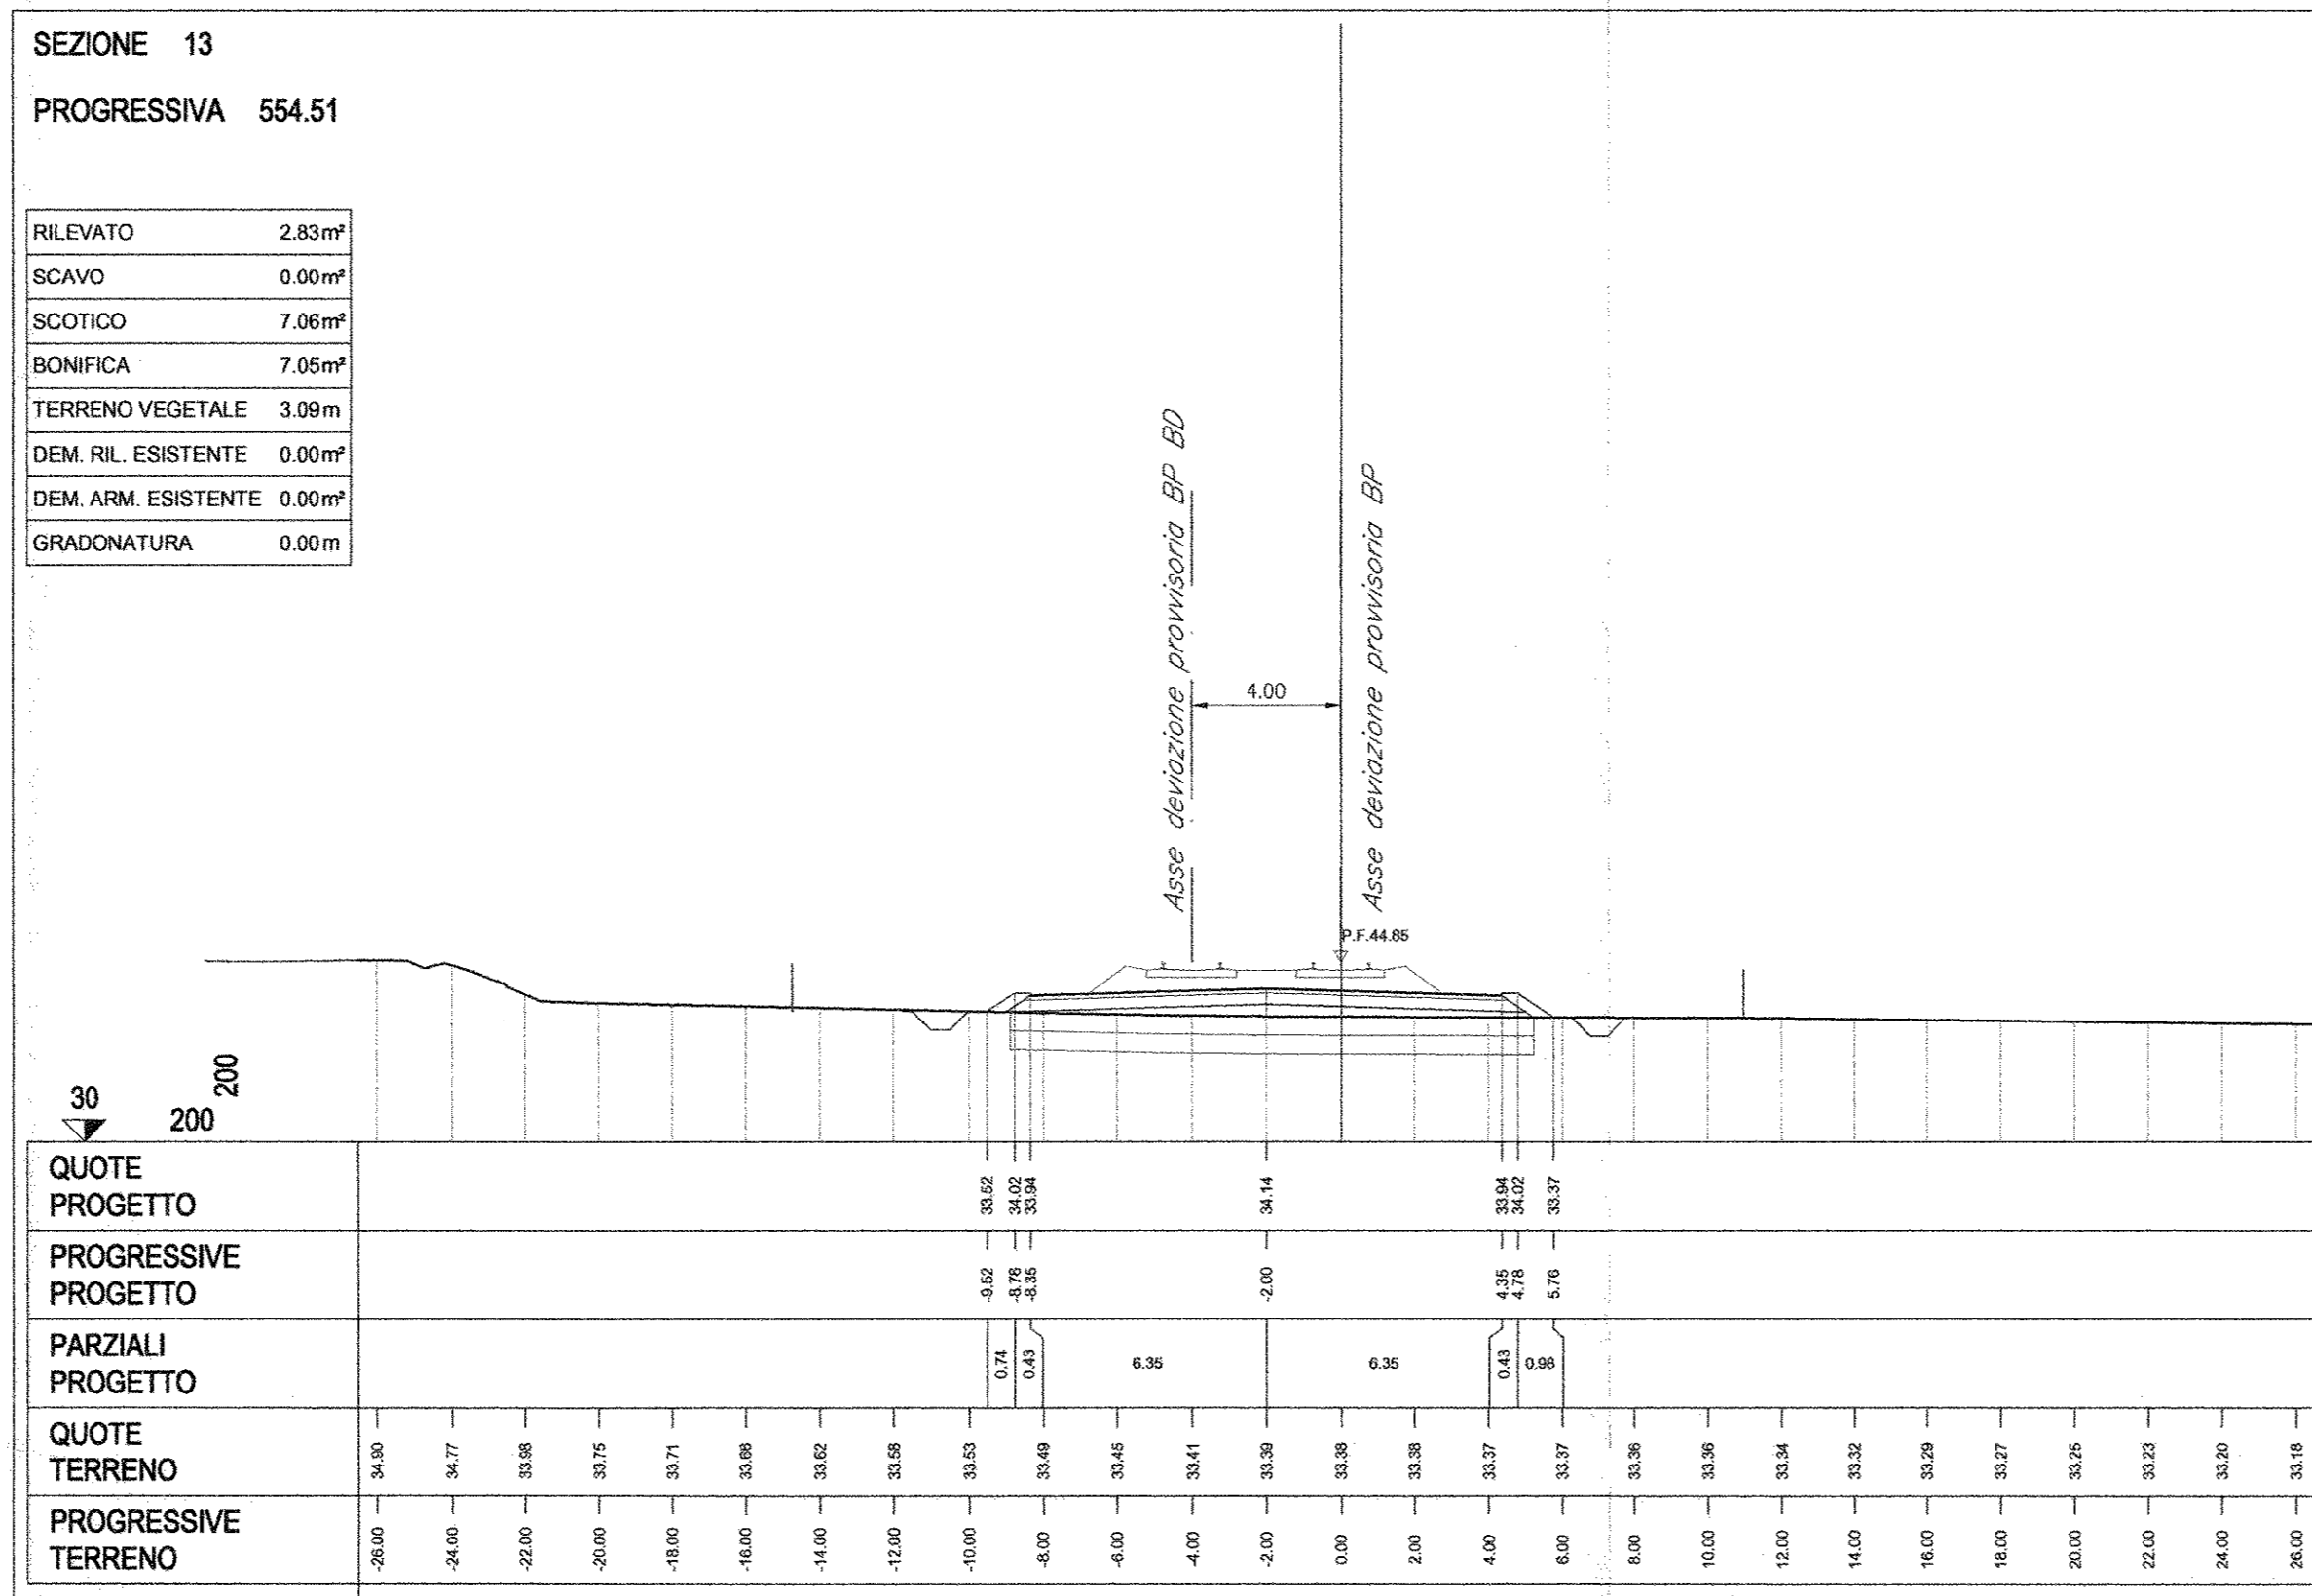 SEZIONE 13
PROGRESSIVA 554.51
RILEVATO 2.83m²
SCAVO 0.00m²
SCOTICO 7.06m²
BONIFICA 7.05m²
TERRENO VEGETALE 3.09m
DEM. RIL. ESISTENTE 0.00m²
DEM. ARM. ESISTENTE 0.00m²
GRADONATURA 0.00m
Asse deviazione provvisoria BP BD
4.00
Asse deviazione provvisoria BP
P.F.44.85
30
200
200
QUOTE
PROGETTO
33.52 34.02 33.94 34.14 33.94 34.02 33.37
PROGRESSIVE
PROGETTO
-9.52 -8.78 -8.35 -2.00 4.35 4.78 5.76
PARZIALI
PROGETTO
0.74 0.43 6.35 6.35 0.43 0.98
QUOTE
TERRENO
34.90 34.77 33.98 33.75 33.71 33.68 33.62 33.58 33.53 33.49 33.45 33.41 33.39 33.38 33.38 33.37 33.37 33.36 33.36 33.34 33.32 33.29 33.27 33.25 33.23 33.20 33.18
PROGRESSIVE
TERRENO
-26.00 -24.00 -22.00 -20.00 -18.00 -16.00 -14.00 -12.00 -10.00 -8.00 -6.00 -4.00 -2.00 0.00 2.00 4.00 6.00 8.00 10.00 12.00 14.00 16.00 18.00 20.00 22.00 24.00 26.00